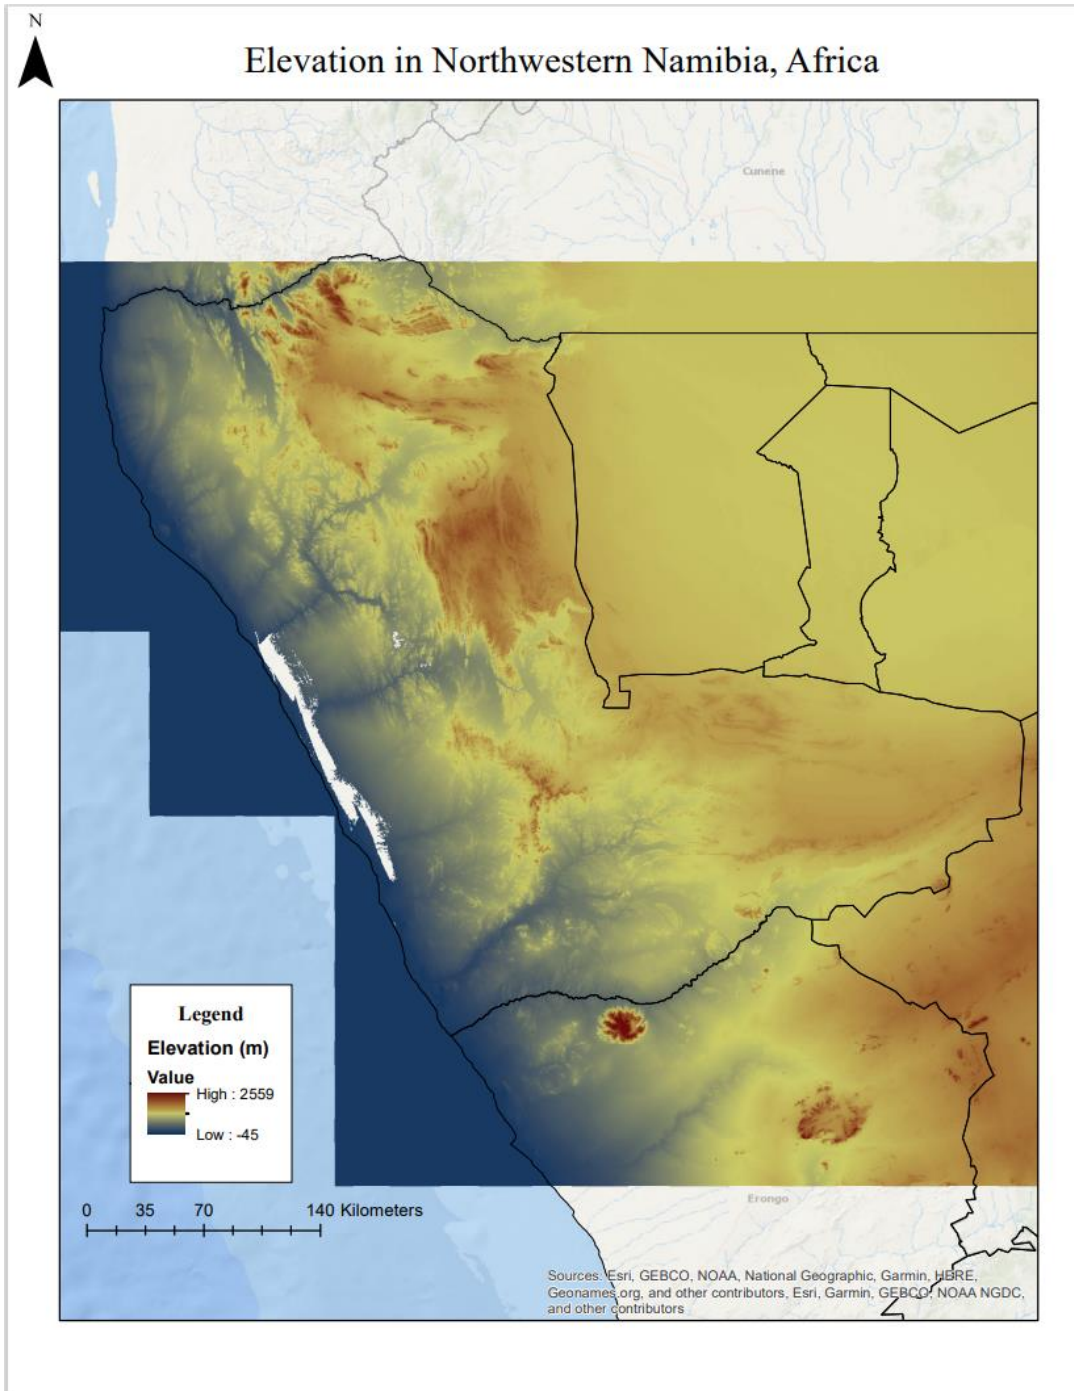 N
Elevation in Northwestern Namibia, Africa
Cunene
Legend
Elevation (m)
Value
High : 2559
Low : -45
0 35 70 140 Kilometers
Erongo
Sources: Esri, GEBCO, NOAA, National Geographic, Garmin, HERE,
Geonames.org, and other contributors, Esri, Garmin, GEBCO, NOAA NGDC,
and other contributors